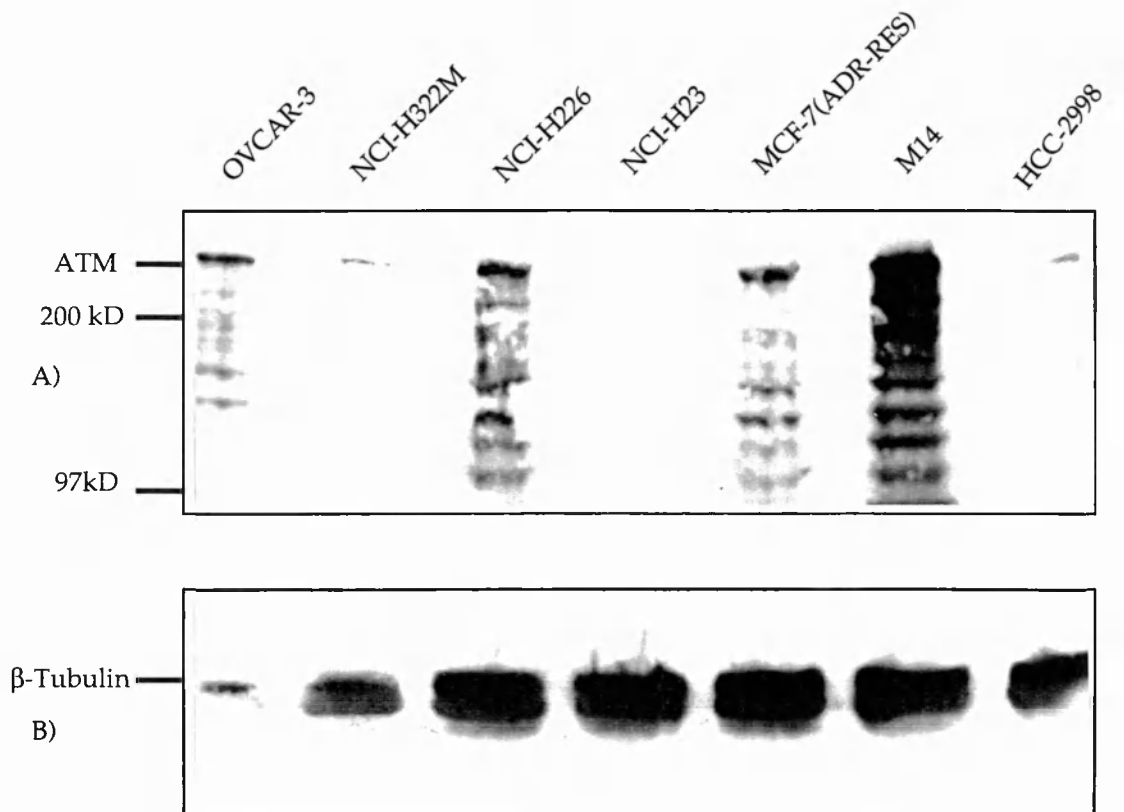 OVCAR-3
NCI-H322M
NCI-H226
NCI-H23
MCF-7(ADR-RES)
M14
HCC-2998
ATM
200 kD
A)
97kD
β-Tubulin
B)